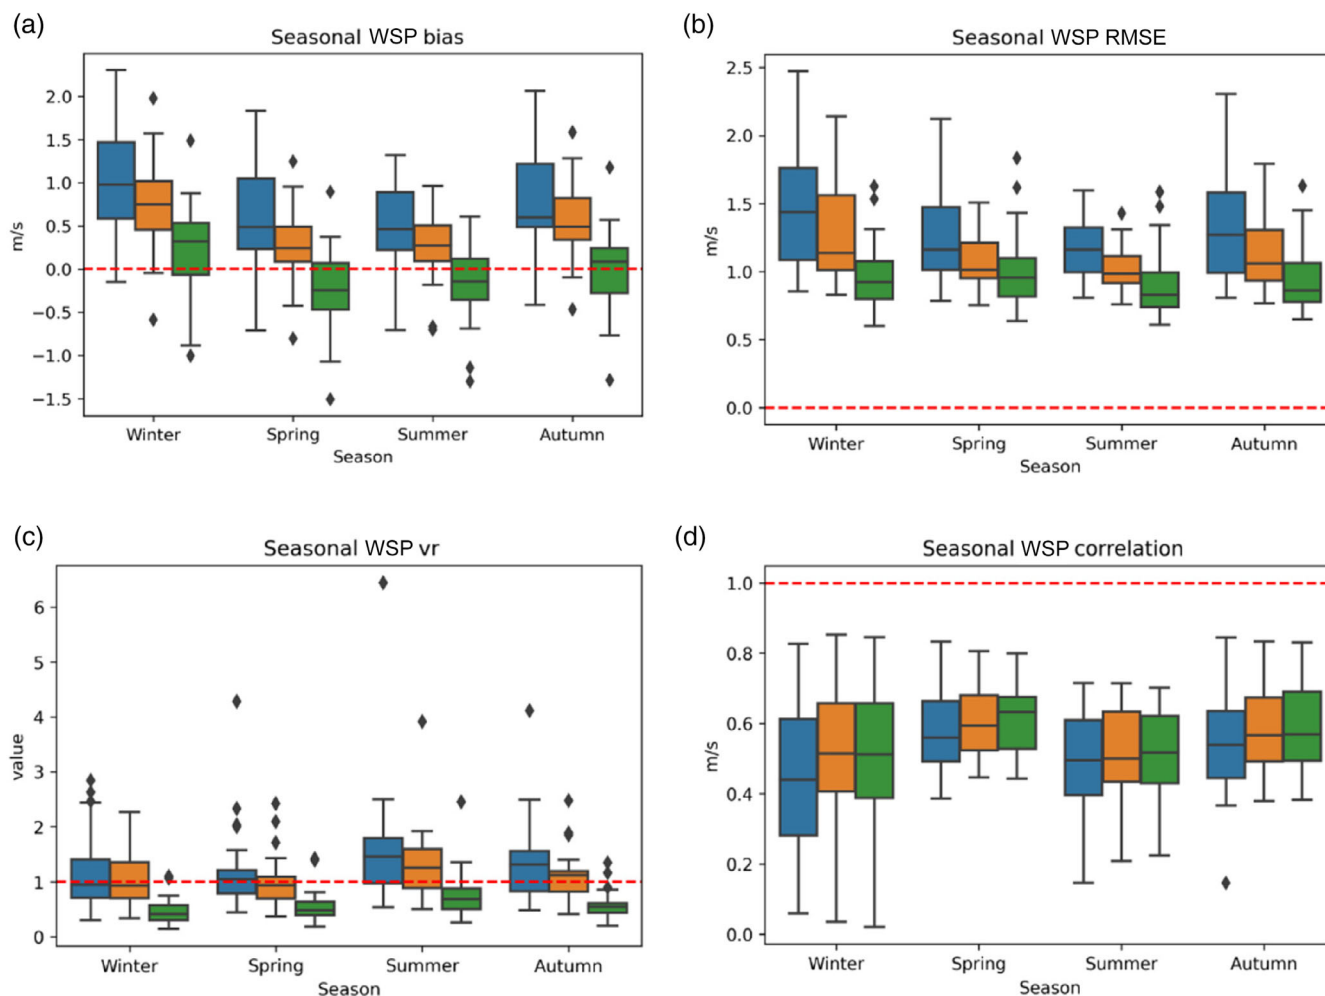 (a)
Seasonal WSP bias
2.0
1.5
1.0
0.5
0.0
−0.5
−1.0
−1.5
m/s
Winter Spring Summer Autumn
Season
(b)
Seasonal WSP RMSE
2.5
2.0
1.5
1.0
0.5
0.0
m/s
Winter Spring Summer Autumn
Season
(c)
Seasonal WSP vr
6
5
4
3
2
1
0
value
Winter Spring Summer Autumn
Season
(d)
Seasonal WSP correlation
1.0
0.8
0.6
0.4
0.2
0.0
m/s
Winter Spring Summer Autumn
Season